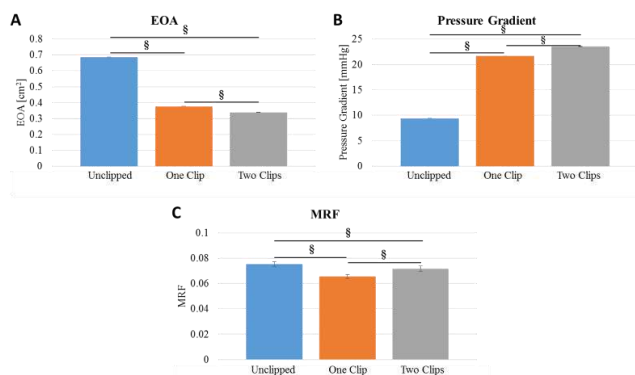 A
EOA
§
§
§
EOA [cm²]
0.8
0.7
0.6
0.5
0.4
0.3
0.2
0.1
0
Unclipped One Clip Two Clips
B
Pressure Gradient
§
§
§
Pressure Gradient [mmHg]
25
20
15
10
5
0
Unclipped One Clip Two Clips
C
MRF
§
§
§
MRF
0.1
0.08
0.06
0.04
0.02
0
Unclipped One Clip Two Clips